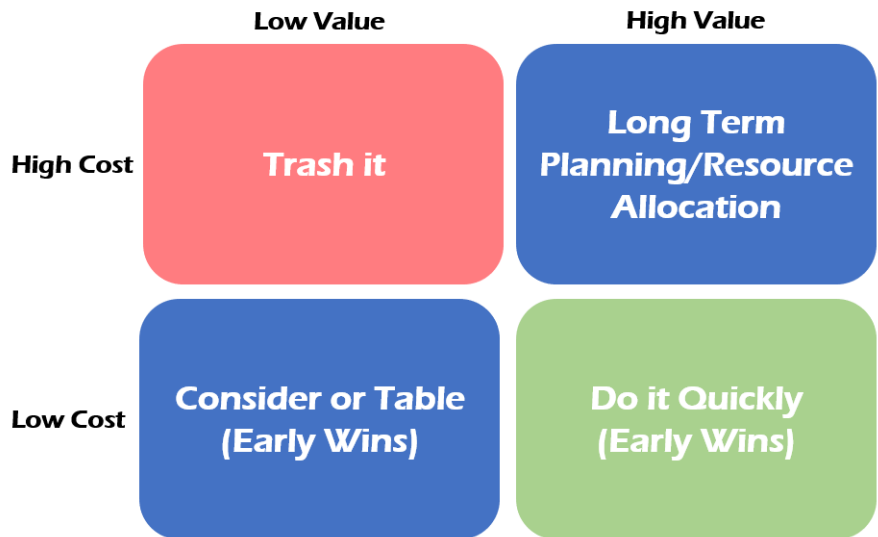 Low Value
High Value
High Cost
Trash it
Long Term
Planning/Resource
Allocation
Low Cost
Consider or Table
(Early Wins)
Do it Quickly
(Early Wins)